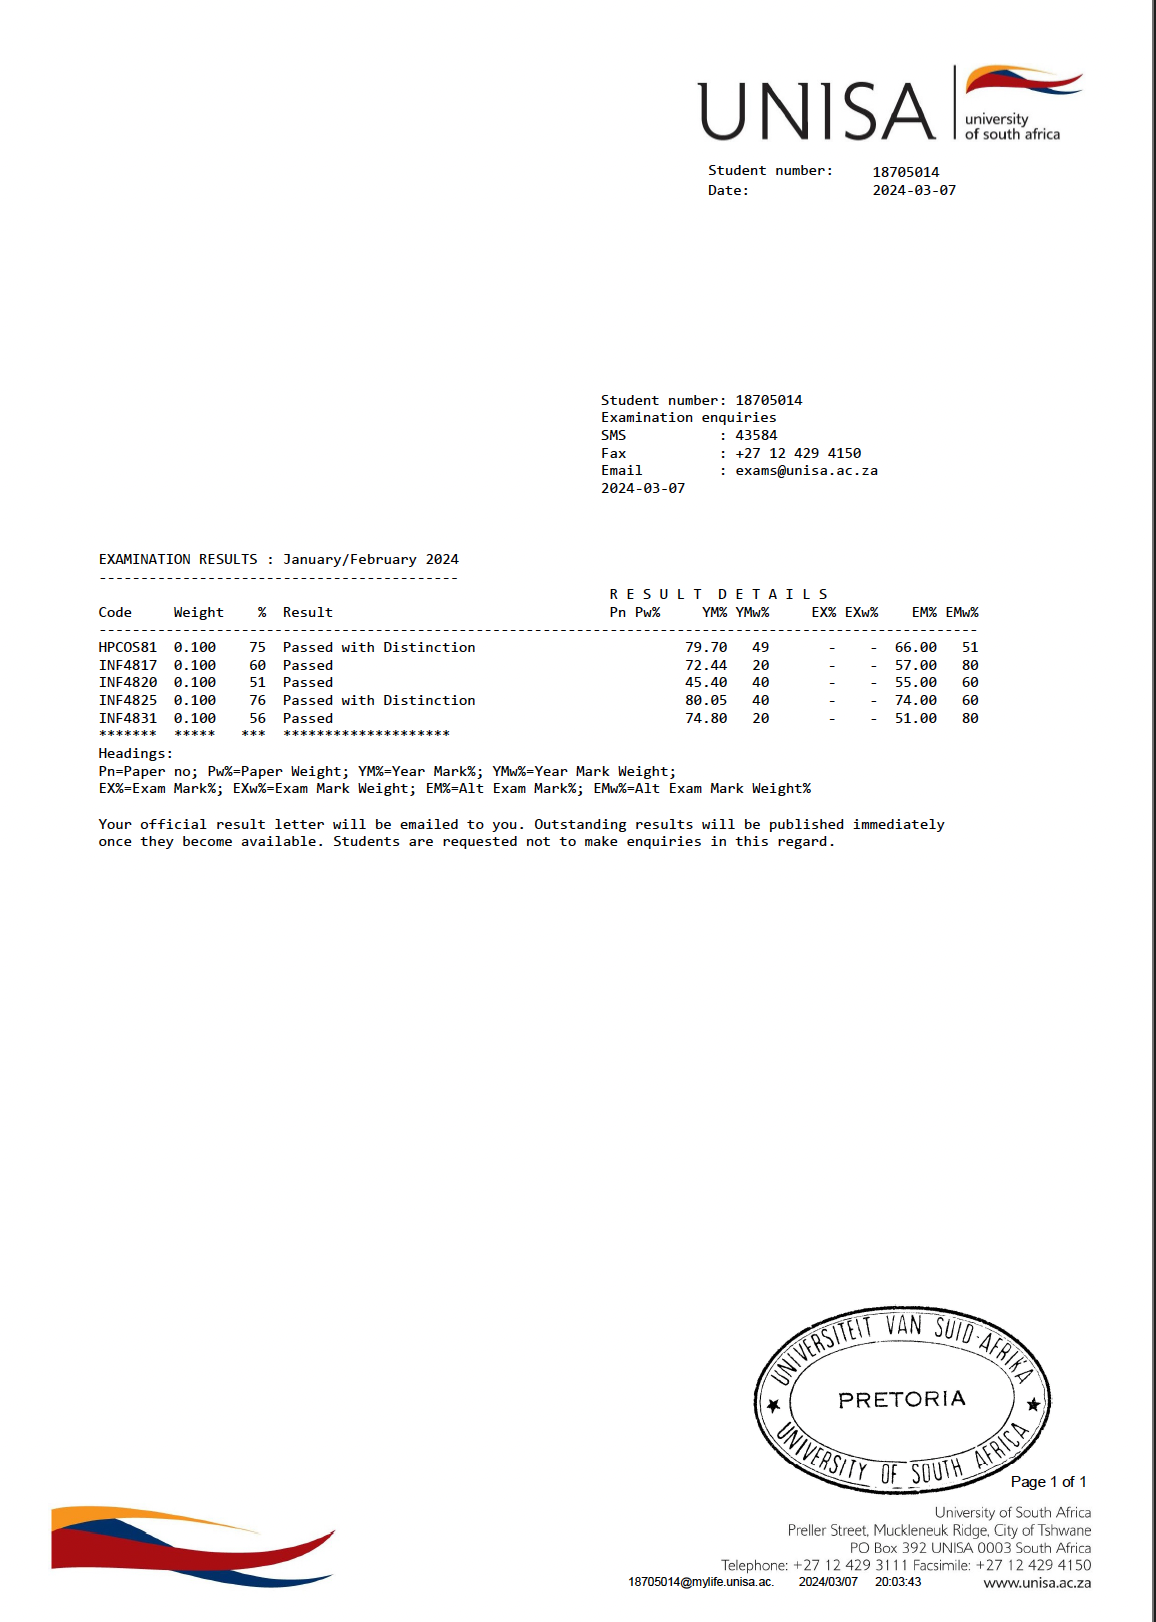 UNISA
university
of south africa
Student number: 18705014
Date: 2024-03-07
Student number: 18705014
Examination enquiries
SMS : 43584
Fax : +27 12 429 4150
Email : exams@unisa.ac.za
2024-03-07
EXAMINATION RESULTS : January/February 2024
-------------------------------------------
R E S U L T D E T A I L S
Code Weight % Result Pn Pw% YM% YMw% EX% EXw% EM% EMw%
---------------------------------------------------------------------------------------------------------
HPCOS81 0.100 75 Passed with Distinction 79.70 49 - - 66.00 51
INF4817 0.100 60 Passed 72.44 20 - - 57.00 80
INF4820 0.100 51 Passed 45.40 40 - - 55.00 60
INF4825 0.100 76 Passed with Distinction 80.05 40 - - 74.00 60
INF4831 0.100 56 Passed 74.80 20 - - 51.00 80
******* ***** *** ********************
Headings:
Pn=Paper no; Pw%=Paper Weight; YM%=Year Mark%; YMw%=Year Mark Weight;
EX%=Exam Mark%; EXw%=Exam Mark Weight; EM%=Alt Exam Mark%; EMw%=Alt Exam Mark Weight%
Your official result letter will be emailed to you. Outstanding results will be published immediately
once they become available. Students are requested not to make enquiries in this regard.
UNIVERSITEIT VAN SUID-AFRIKA
PRETORIA
UNIVERSITY OF SOUTH AFRICA
Page 1 of 1
University of South Africa
Preller Street, Muckleneuk Ridge, City of Tshwane
PO Box 392 UNISA 0003 South Africa
Telephone: +27 12 429 3111 Facsimile: +27 12 429 4150
18705014@mylife.unisa.ac. 2024/03/07 20:03:43 www.unisa.ac.za